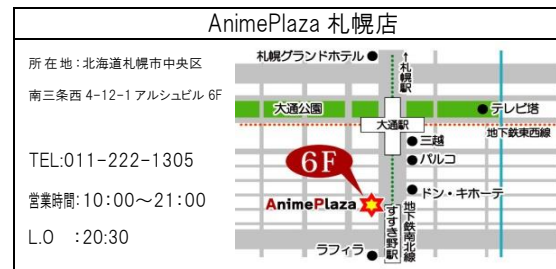 AnimePlaza 札幌店
所在地:北海道札幌市中央区
南三条西 4-12-1 アルシュビル 6F
TEL:011-222-1305
営業時間:10:00～21:00
L.O :20:30
札幌グランドホテル
↑札幌駅
大通公園
テレビ塔
大通駅
地下鉄東西線
三越
パルコ
6F
ドン・キホーテ
AnimePlaza
すすき野駅
地下鉄南北線
ラフィラ